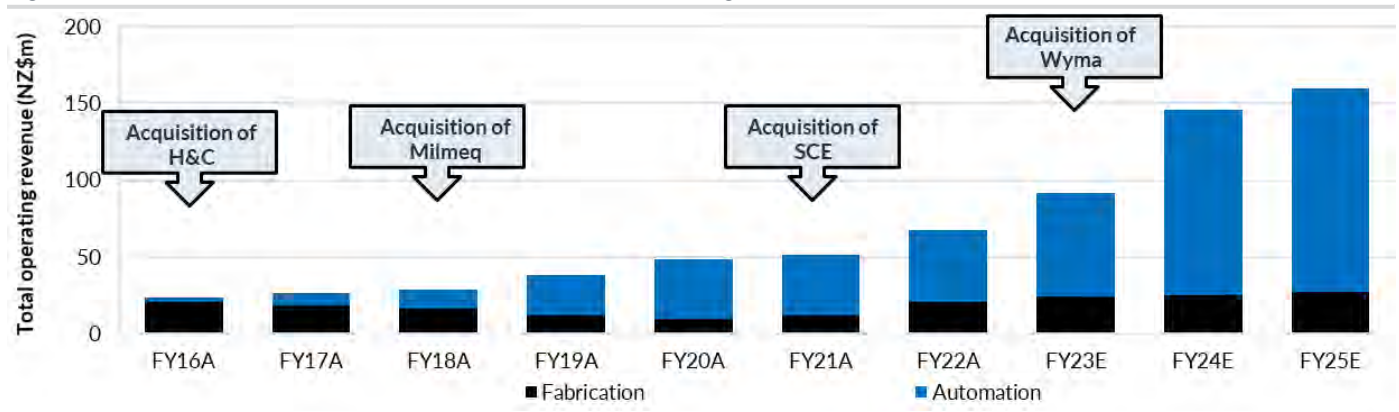 Total operating revenue (NZ$m)
200
150
100
50
0
Acquisition of
H&C
Acquisition of
Milmeq
Acquisition of
SCE
Acquisition of
Wyma
FY16A FY17A FY18A FY19A FY20A FY21A FY22A FY23E FY24E FY25E
Fabrication Automation